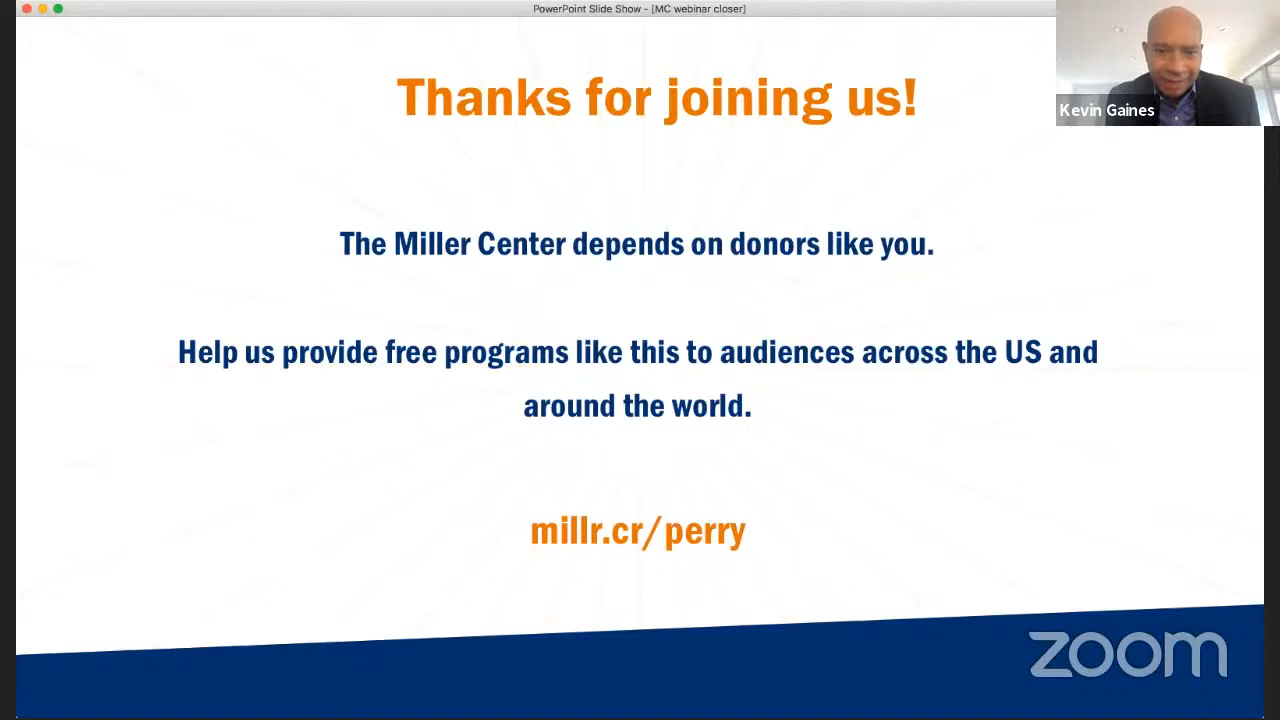 PowerPoint Slide Show - [MC webinar closer]
Thanks for joining us!
Kevin Gaines
The Miller Center depends on donors like you.
Help us provide free programs like this to audiences across the US and
around the world.
millr.cr/perry
zoom